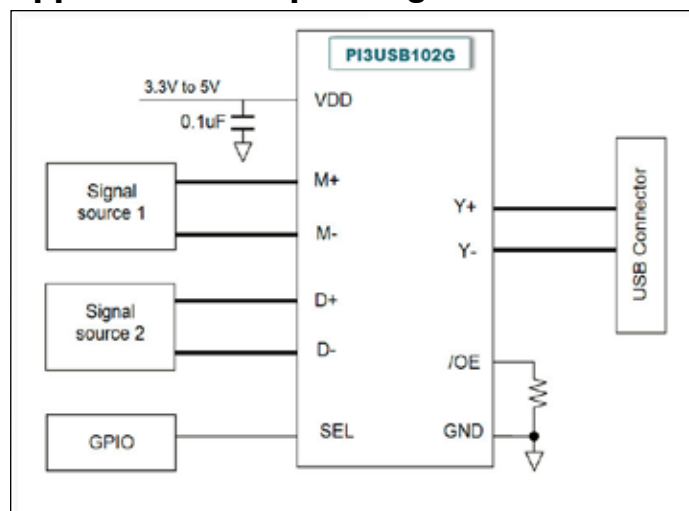 PI3USB102G
3.3V to 5V
VDD
0.1uF
M+
Signal
source 1
M-
Y+
Y-
USB Connector
D+
Signal
source 2
D-
/OE
SEL
GND
GPIO